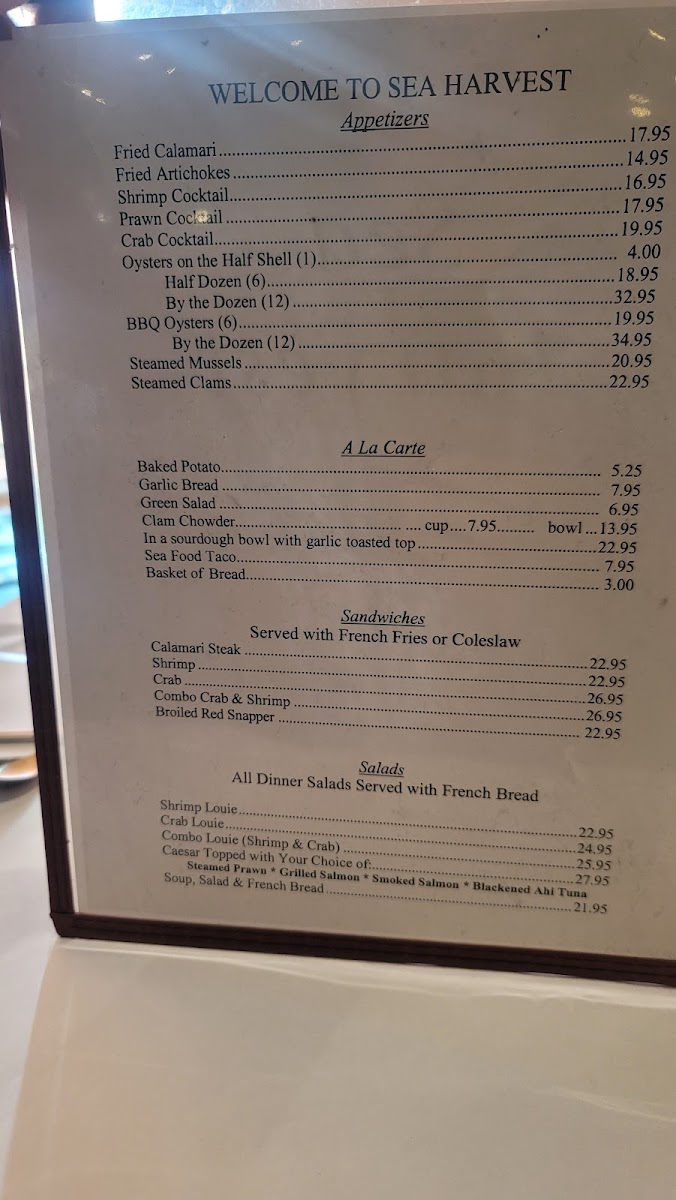 WELCOME TO SEA HARVEST
Appetizers
Fried Calamari.....17.95
Fried Artichokes.....14.95
Shrimp Cocktail.....16.95
Prawn Cocktail.....17.95
Crab Cocktail.....19.95
Oysters on the Half Shell (1).....4.00
Half Dozen (6).....18.95
By the Dozen (12).....32.95
BBQ Oysters (6).....19.95
By the Dozen (12).....34.95
Steamed Mussels.....20.95
Steamed Clams.....22.95
A La Carte
Baked Potato.....5.25
Garlic Bread.....7.95
Green Salad.....6.95
Clam Chowder..... .... cup....7.95......... bowl...13.95
In a sourdough bowl with garlic toasted top.....22.95
Sea Food Taco.....7.95
Basket of Bread.....3.00
Sandwiches
Served with French Fries or Coleslaw
Calamari Steak.....22.95
Shrimp.....22.95
Crab.....26.95
Combo Crab & Shrimp.....26.95
Broiled Red Snapper.....22.95
Salads
All Dinner Salads Served with French Bread
Shrimp Louie.....22.95
Crab Louie.....24.95
Combo Louie (Shrimp & Crab).....25.95
Caesar Topped with Your Choice of:.....27.95
Steamed Prawn * Grilled Salmon * Smoked Salmon * Blackened Ahi Tuna
Soup, Salad & French Bread.....21.95